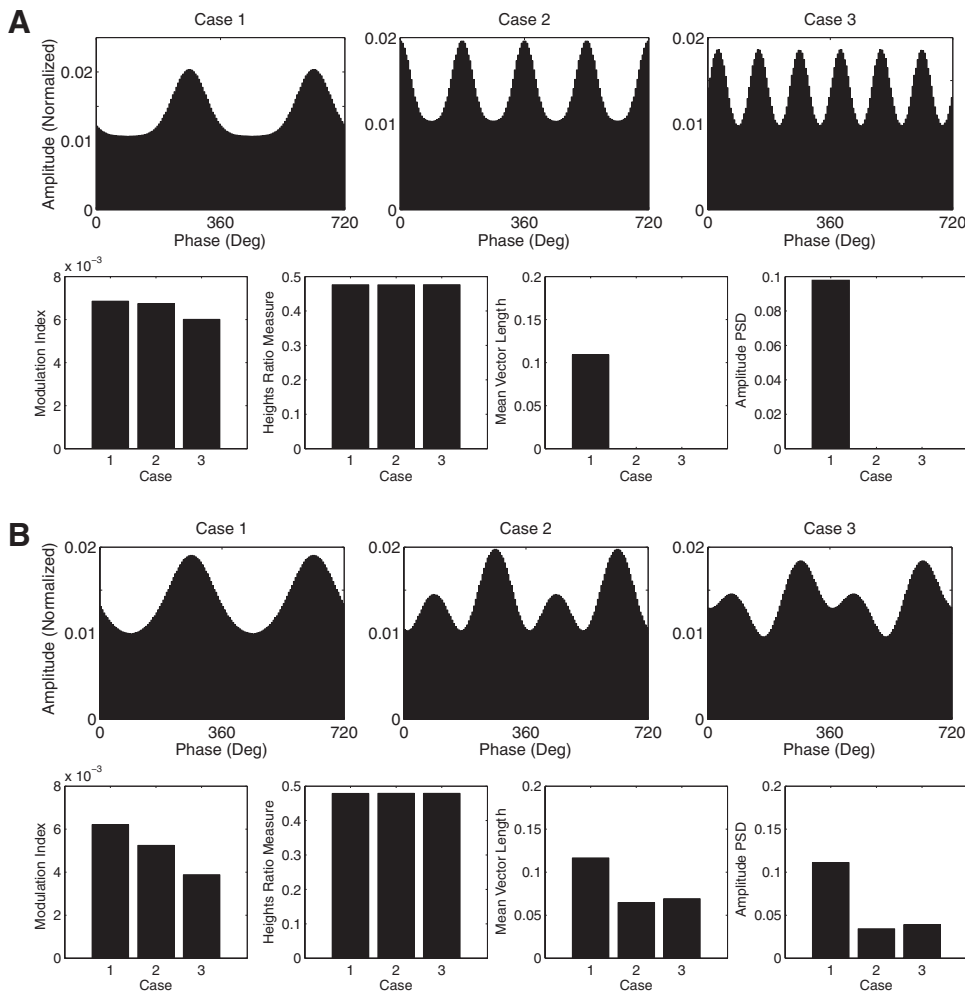 A
Case 1
Case 2
Case 3
Amplitude (Normalized)
0.02
0.01
0
0
360
720
Phase (Deg)
0.02
0.01
0
0
360
720
Phase (Deg)
0.02
0.01
0
0
360
720
Phase (Deg)
x 10⁻³
Modulation Index
8
6
4
2
0
1 2 3
Case
Heights Ratio Measure
0.5
0.4
0.3
0.2
0.1
0
1 2 3
Case
Mean Vector Length
0.2
0.15
0.1
0.05
0
1 2 3
Case
Amplitude PSD
0.1
0.08
0.06
0.04
0.02
0
1 2 3
Case
B
Case 1
Case 2
Case 3
Amplitude (Normalized)
0.02
0.01
0
0
360
720
Phase (Deg)
0.02
0.01
0
0
360
720
Phase (Deg)
0.02
0.01
0
0
360
720
Phase (Deg)
x 10⁻³
Modulation Index
8
6
4
2
0
1 2 3
Case
Heights Ratio Measure
0.5
0.4
0.3
0.2
0.1
0
1 2 3
Case
Mean Vector Length
0.2
0.15
0.1
0.05
0
1 2 3
Case
Amplitude PSD
0.2
0.15
0.1
0.05
0
1 2 3
Case